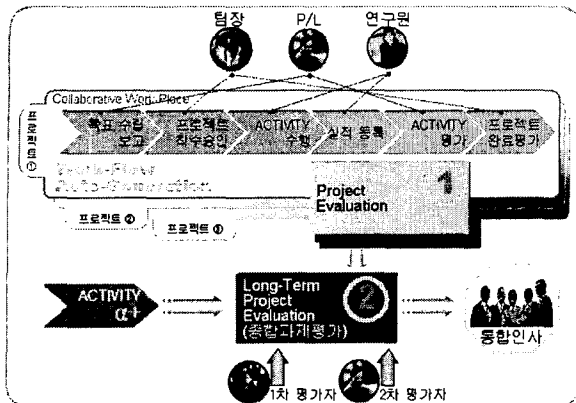 팀장
P/L
연구원
Collaborative Work Place
프로젝트 ①
목표 수립
보고
프로젝트
착수승인
ACTIVITY
수행
실적 등록
ACTIVITY
평가
프로젝트
완료평가
Work-Flow
Auto-Generation
Project
Evaluation
1
프로젝트 ②
프로젝트 ③
ACTIVITY
α+
Long-Term
Project
Evaluation
(종합과제평가)
2
통합인사
1차 평가자
2차 평가자